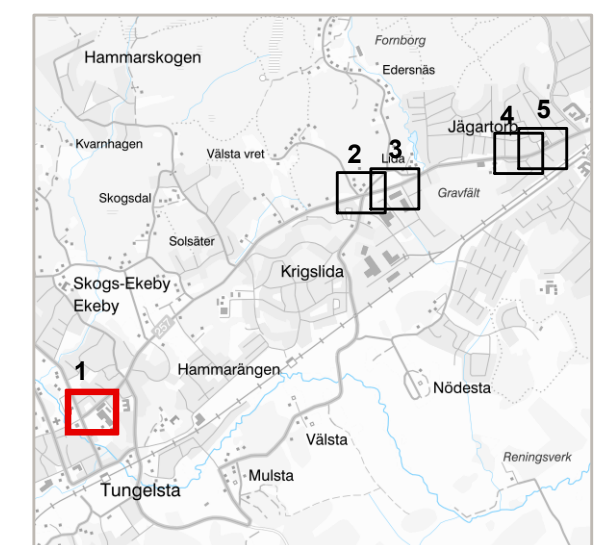 Fornborg
Hammarskogen
Edersnäs
5
4
Jägartorp
Kvarnhagen
Välsta vret
2
3
Lida
Skogsdal
Gravfält
Solsäter
Krigslida
Skogs-Ekeby
Ekeby
257
1
Hammarängen
Nödesta
Välsta
Reningsverk
Mulsta
Tungelsta